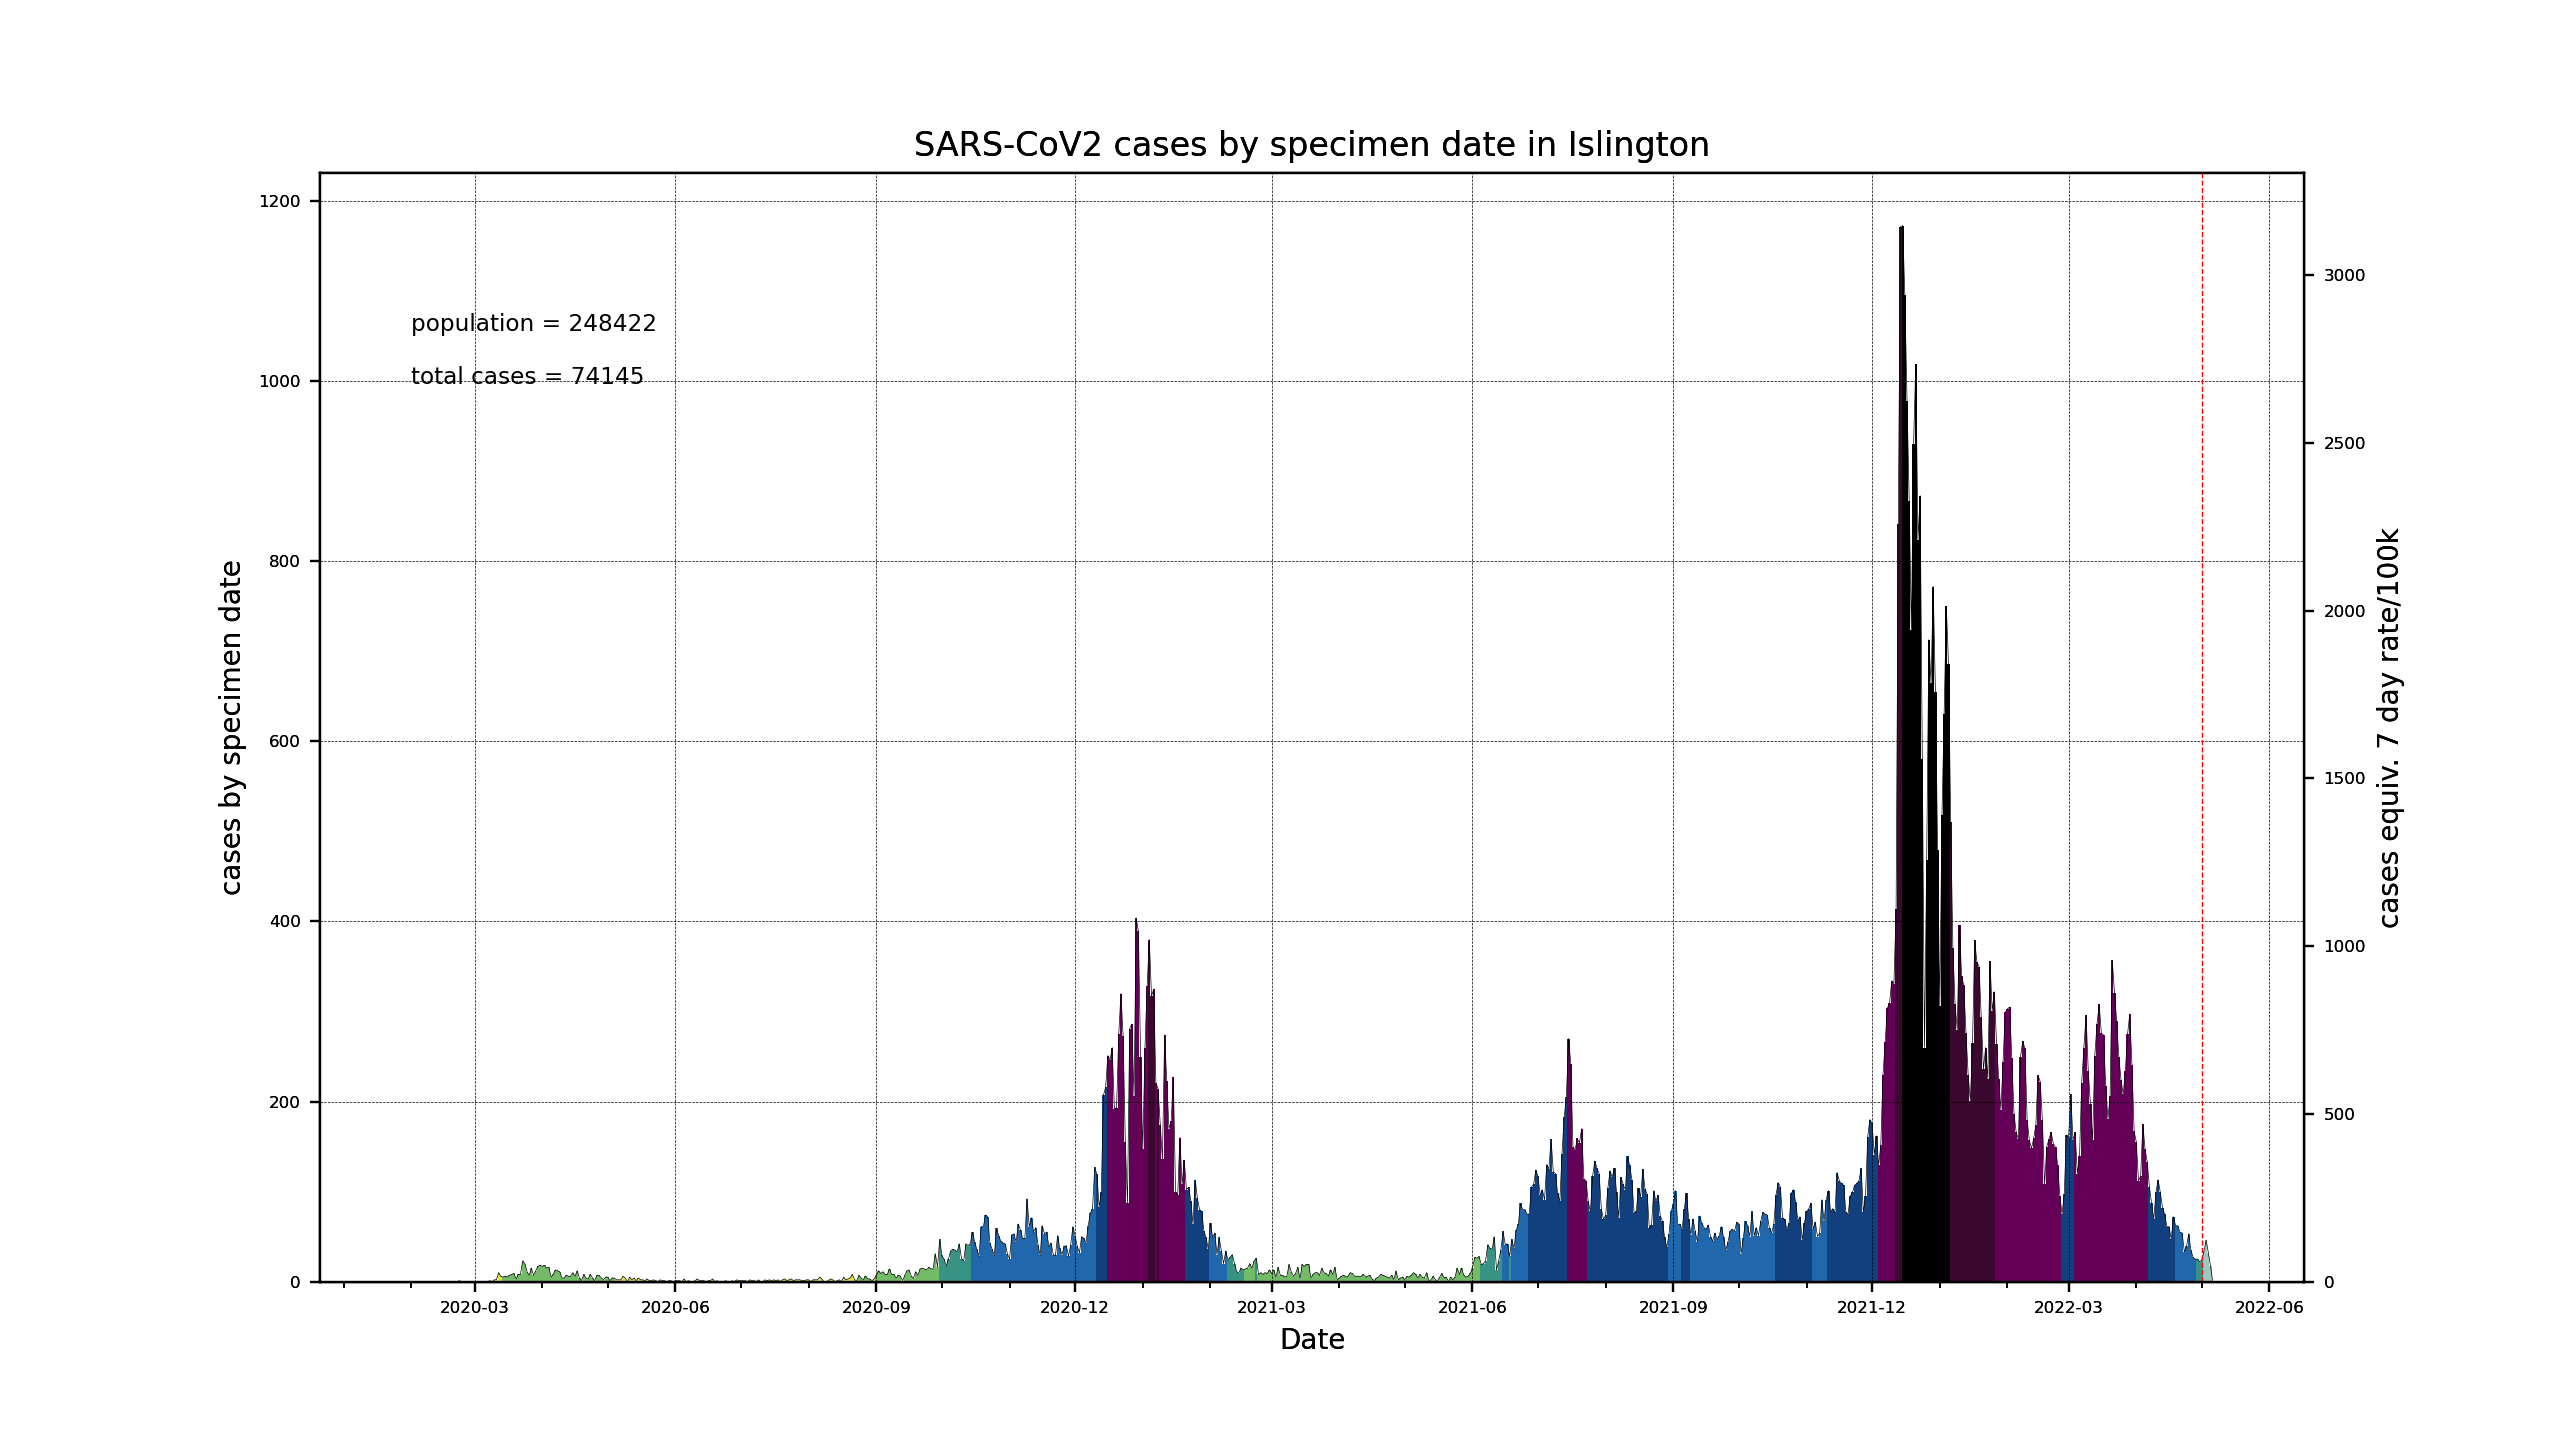 SARS-CoV2 cases by specimen date in Islington
population = 248422
total cases = 74145
cases by specimen date
1200
1000
800
600
400
200
0
cases equiv. 7 day rate/100k
3000
2500
2000
1500
1000
500
0
2020-03 2020-06 2020-09 2020-12 2021-03 2021-06 2021-09 2021-12 2022-03 2022-06
Date